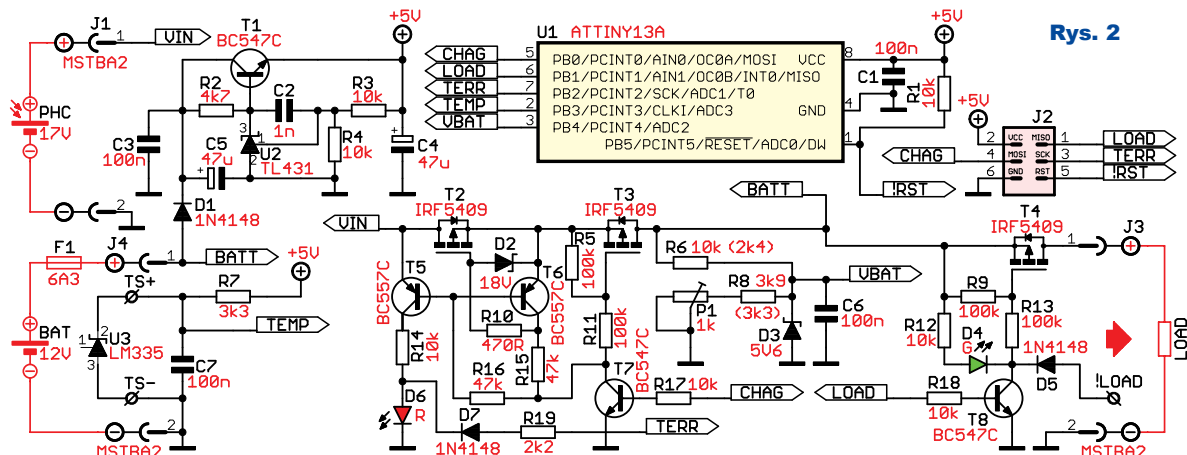 Rys. 2
J1
1
VIN
MSTBA2
2
PHC
17V
T1
BC547C
+5V
R2
4k7
C2
1n
R3
10k
C3
100n
C5
47u
3
1
2
U2
TL431
R4
10k
C4
47u
D1
1N4148
U1 ATTINY13A
CHAG 5 PB0/PCINT0/AIN0/OC0A/MOSI VCC 8
LOAD 6 PB1/PCINT1/AIN1/OC0B/INT0/MISO
TERR 7 PB2/PCINT2/SCK/ADC1/T0
TEMP 2 PB3/PCINT3/CLKI/ADC3 GND 4
VBAT 3 PB4/PCINT4/ADC2
PB5/PCINT5/RESET/ADC0/DW 1
100n
C1
+5V
R1
10k
!RST
+5V
J2
2 VCC MISO 1 LOAD
CHAG 4 MOSI SCK 3 TERR
6 GND RST 5 !RST
F1
6A3
J4
1
BATT
TS+
R7
3k3
+5V
TEMP
BAT
12V
1
3
U3
LM335
C7
100n
TS-
2
MSTBA2
VIN
T2
IRF5409
T3
IRF5409
BATT
D2
18V
R5
100k
T5
BC557C
T6
BC557C
R10
470R
R11
100k
R14
10k
R15
47k
R16
47k
D6
R
D7
1N4148
R19
2k2
TERR
T7
BC547C
R17
10k
CHAG
R6
10k (2k4)
P1
1k
R8
3k9
(3k3)
VBAT
D3
5V6
C6
100n
T4
IRF5409
1
J3
R9
100k
R12
10k
R13
100k
D4
G
1N4148
D5
!LOAD
LOAD
R18
10k
T8
BC547C
LOAD
2
MSTBA2